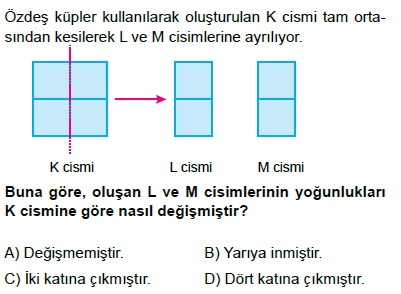 Özdeş küpler kullanılarak oluşturulan K cismi tam orta-
sından kesilerek L ve M cisimlerine ayrılıyor.
K cismi L cismi M cismi
Buna göre, oluşan L ve M cisimlerinin yoğunlukları
K cismine göre nasıl değişmiştir?
A) Değişmemiştir. B) Yarıya inmiştir.
C) İki katına çıkmıştır. D) Dört katına çıkmıştır.